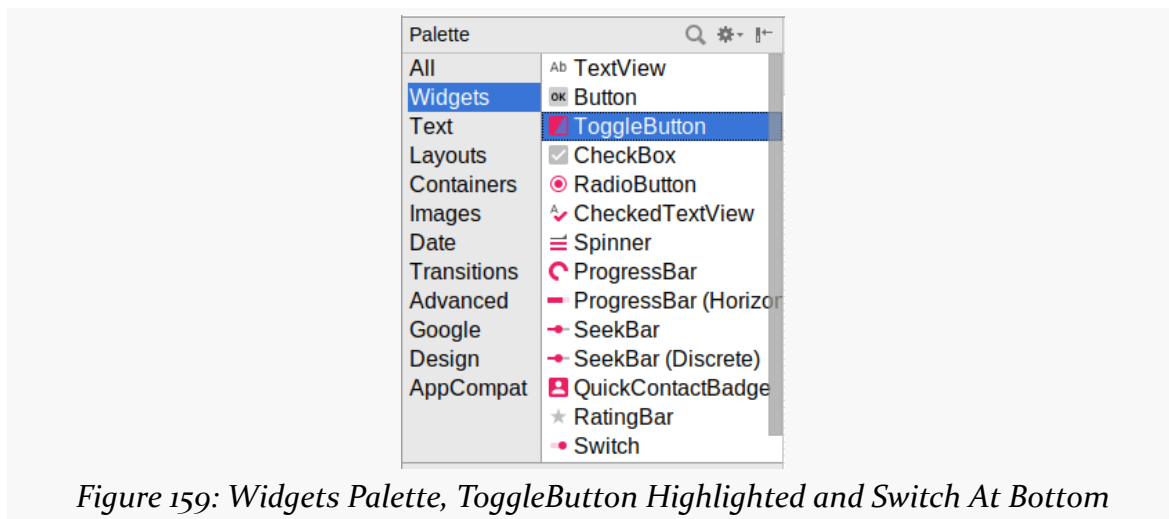 Palette
All
Widgets
Text
Layouts
Containers
Images
Date
Transitions
Advanced
Google
Design
AppCompat
Ab TextView
OK Button
ToggleButton
CheckBox
RadioButton
CheckedTextView
Spinner
ProgressBar
ProgressBar (Horizon
SeekBar
SeekBar (Discrete)
QuickContactBadge
RatingBar
Switch
Figure 159: Widgets Palette, ToggleButton Highlighted and Switch At Bottom